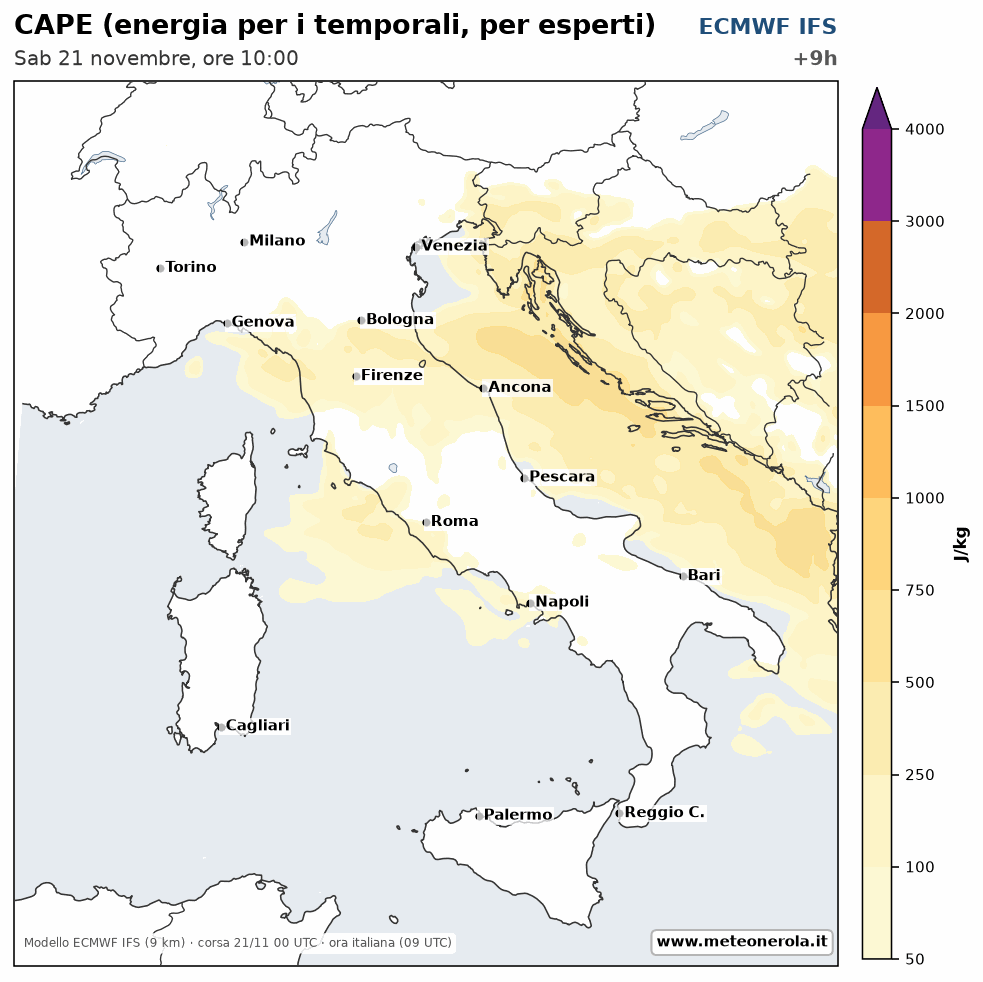 CAPE (energia per i temporali, per esperti)
ECMWF IFS
Sab 21 novembre, ore 10:00
+9h
4000
3000
2000
1500
1000
750
500
250
100
50
J/kg
Milano
Venezia
Torino
Genova
Bologna
Firenze
Ancona
Pescara
Roma
Bari
Napoli
Cagliari
Palermo
Reggio C.
Modello ECMWF IFS (9 km) · corsa 21/11 00 UTC · ora italiana (09 UTC)
www.meteonerola.it